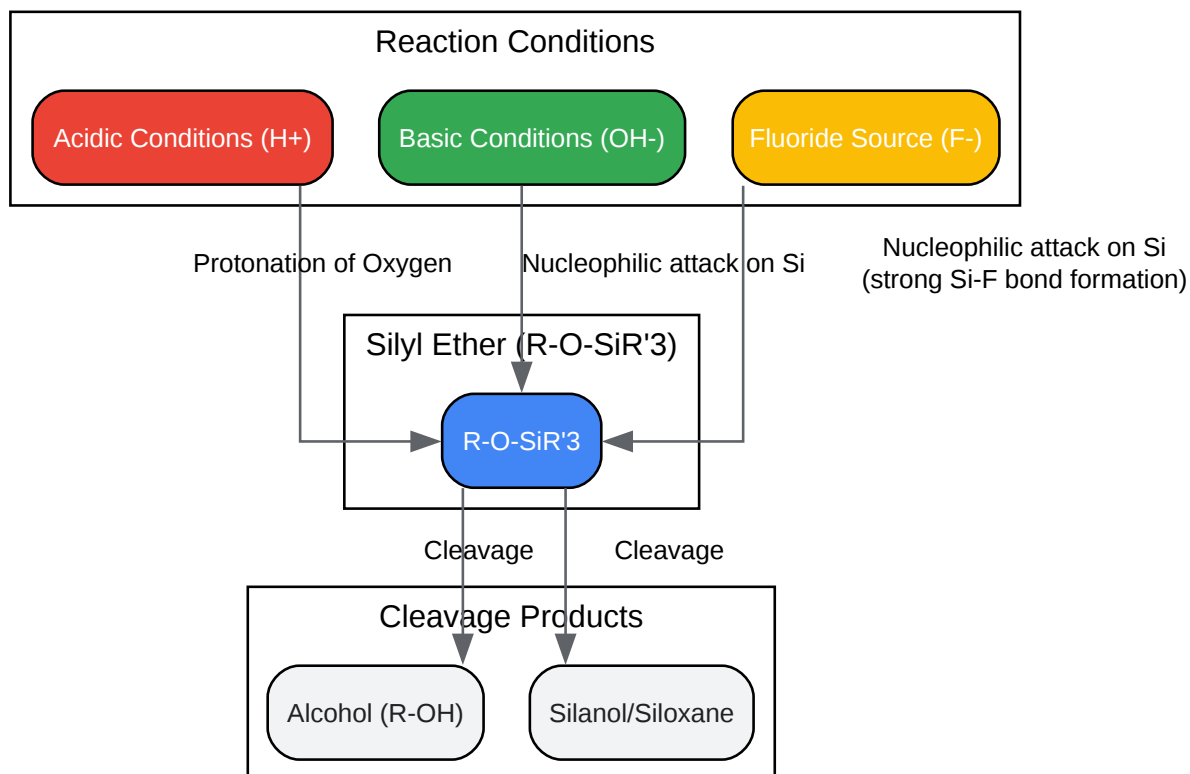 Reaction Conditions
Acidic Conditions (H+)
Basic Conditions (OH-)
Fluoride Source (F-)
Protonation of Oxygen
Nucleophilic attack on Si
Nucleophilic attack on Si
(strong Si-F bond formation)
Silyl Ether (R-O-SiR'3)
R-O-SiR'3
Cleavage
Cleavage
Cleavage Products
Alcohol (R-OH)
Silanol/Siloxane